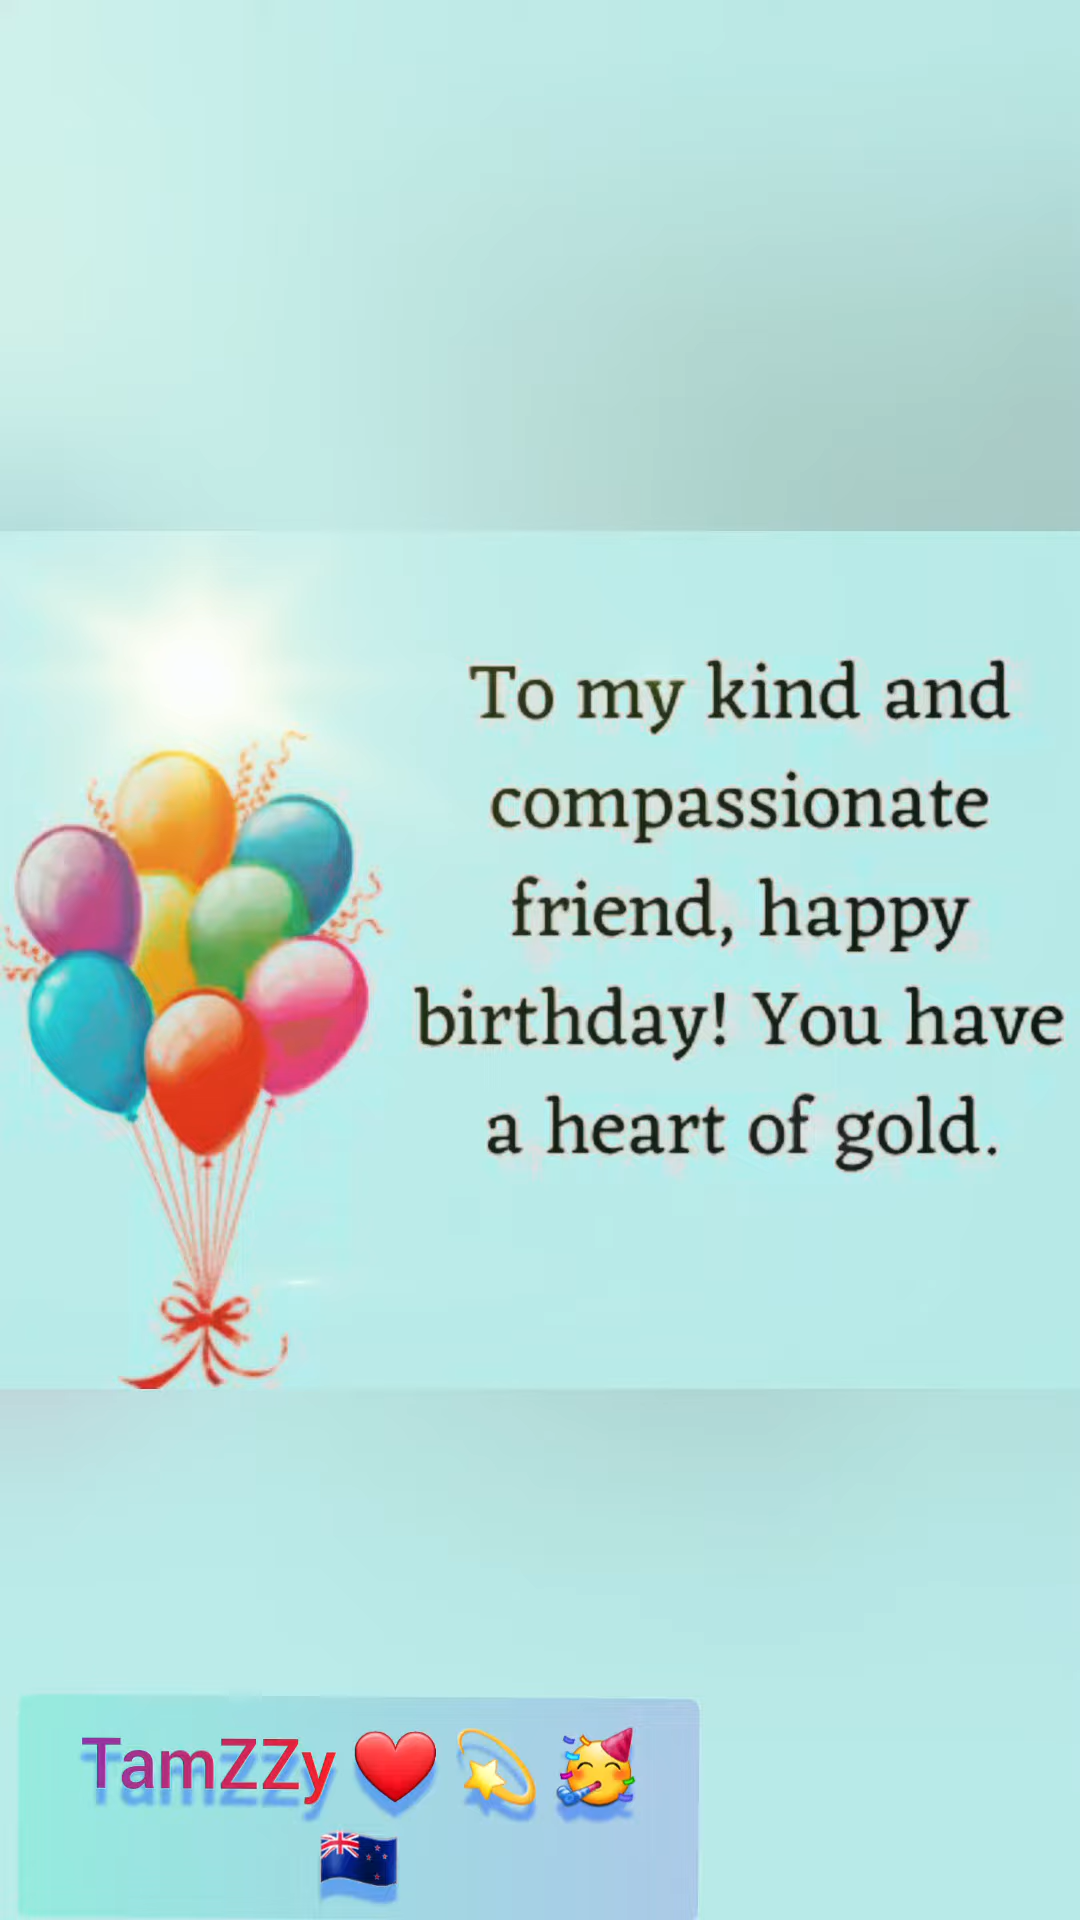 To my kind and
compassionate
friend, happy
birthday! You have
a heart of gold.
TamZZy ❤️ 💫 🥳
🇳🇿